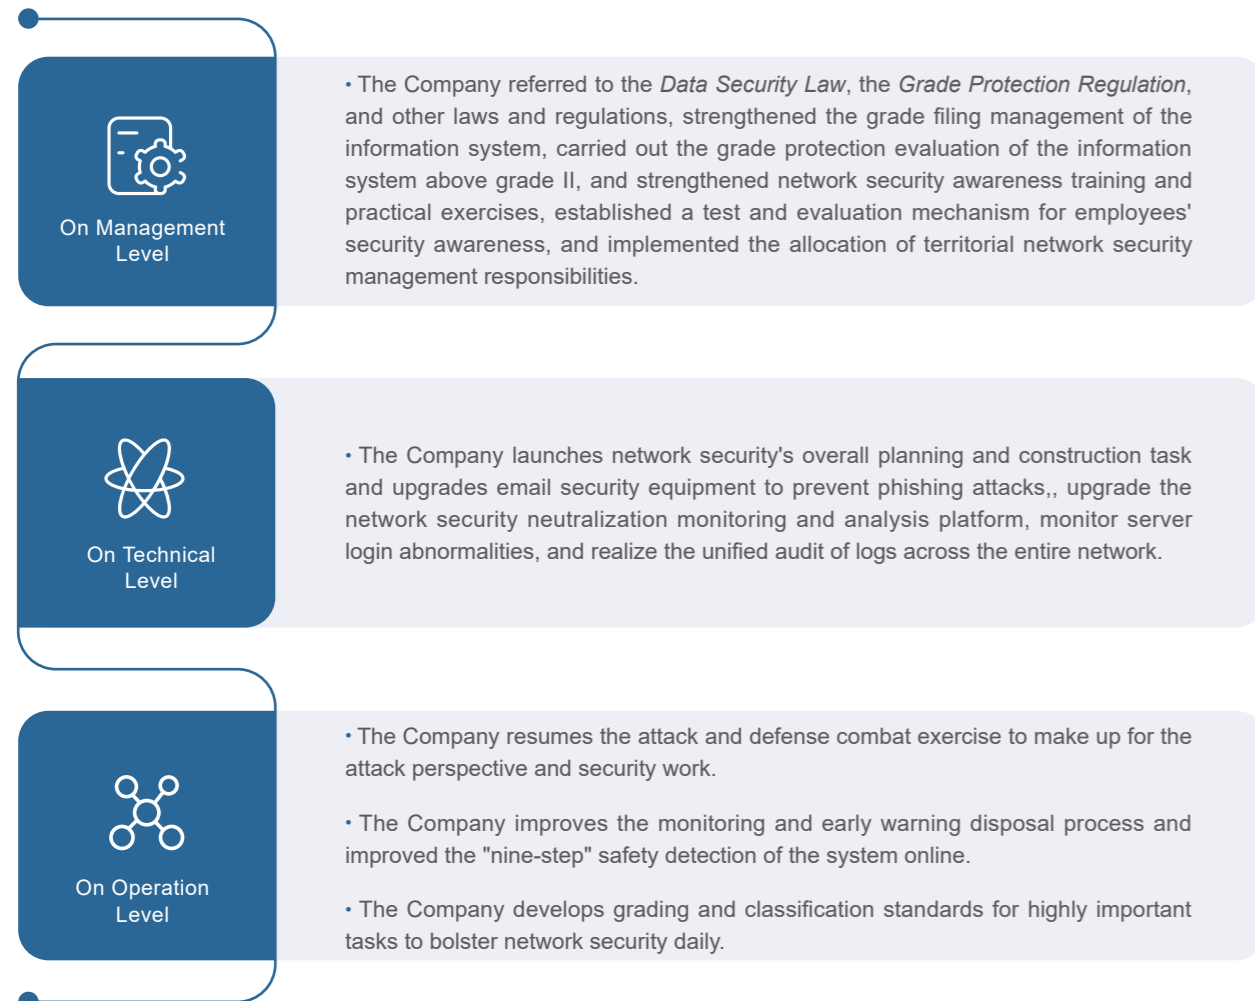 On Management
Level
• The Company referred to the Data Security Law, the Grade Protection Regulation,
and other laws and regulations, strengthened the grade filing management of the
information system, carried out the grade protection evaluation of the information
system above grade II, and strengthened network security awareness training and
practical exercises, established a test and evaluation mechanism for employees'
security awareness, and implemented the allocation of territorial network security
management responsibilities.
On Technical
Level
• The Company launches network security's overall planning and construction task
and upgrades email security equipment to prevent phishing attacks,, upgrade the
network security neutralization monitoring and analysis platform, monitor server
login abnormalities, and realize the unified audit of logs across the entire network.
On Operation
Level
• The Company resumes the attack and defense combat exercise to make up for the
attack perspective and security work.
• The Company improves the monitoring and early warning disposal process and
improved the "nine-step" safety detection of the system online.
• The Company develops grading and classification standards for highly important
tasks to bolster network security daily.